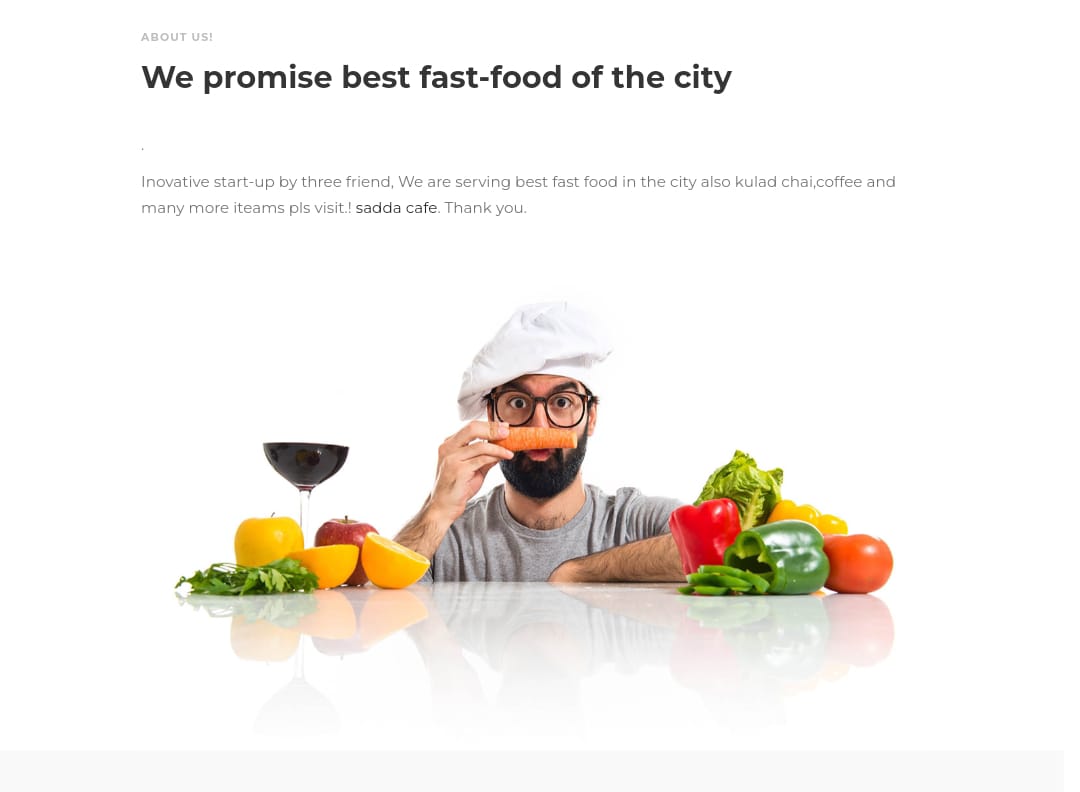 ABOUT US!
We promise best fast-food of the city
.
Inovative start-up by three friend, We are serving best fast food in the city also kulad chai,coffee and
many more iteams pls visit.! sadda cafe. Thank you.